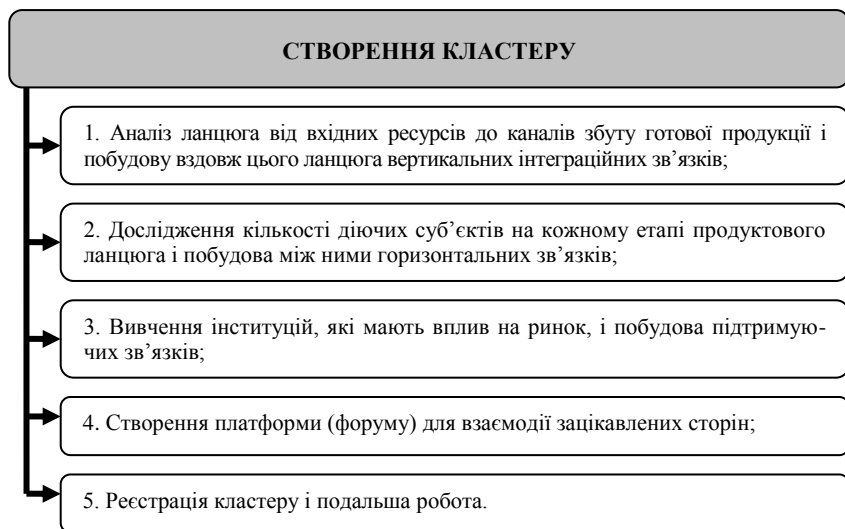 СТВОРЕННЯ КЛАСТЕРУ
1. Аналіз ланцюга від вхідних ресурсів до каналів збуту готової продукції і
побудову вздовж цього ланцюга вертикальних інтеграційних зв’язків;
2. Дослідження кількості діючих суб’єктів на кожному етапі продуктового
ланцюга і побудова між ними горизонтальних зв’язків;
3. Вивчення інституцій, які мають вплив на ринок, і побудова підтримую-
чих зв’язків;
4. Створення платформи (форуму) для взаємодії зацікавлених сторін;
5. Реєстрація кластеру і подальша робота.